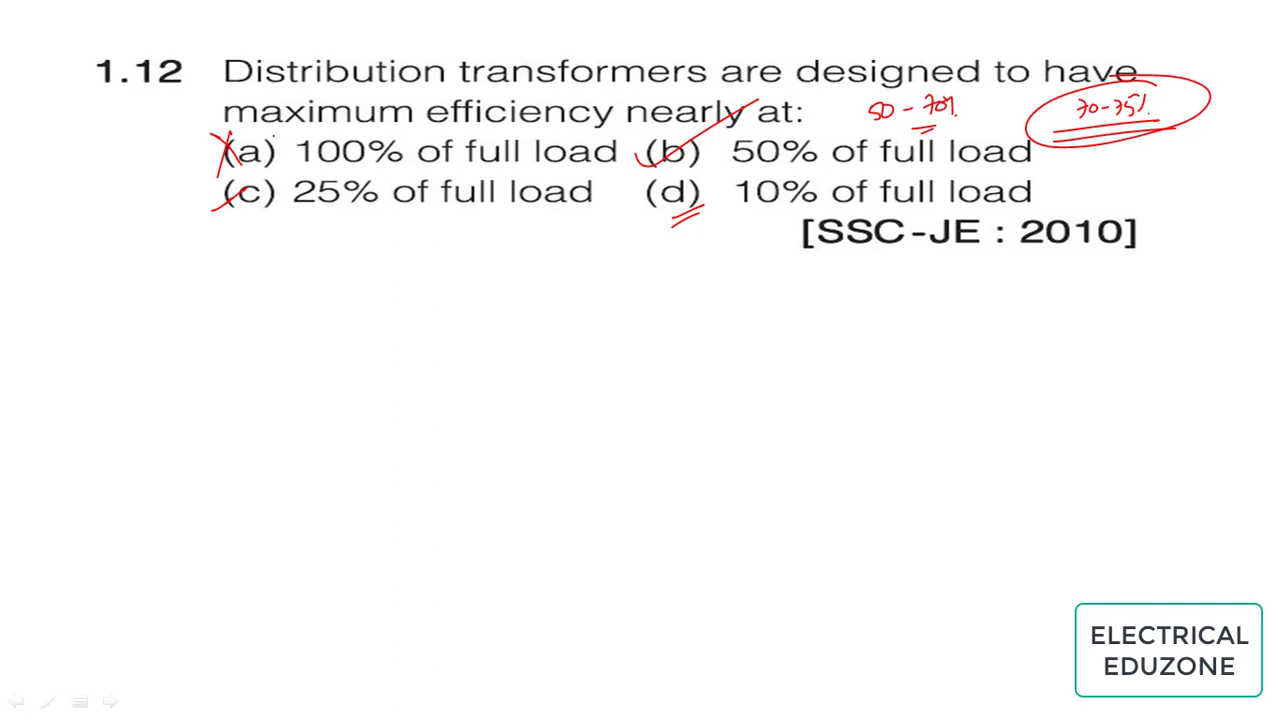 1.12 Distribution transformers are designed to have
maximum efficiency nearly at:
50 - 70%
70-75%
(a) 100% of full load (b) 50% of full load
(c) 25% of full load (d) 10% of full load
[SSC-JE : 2010]
ELECTRICAL
EDUZONE